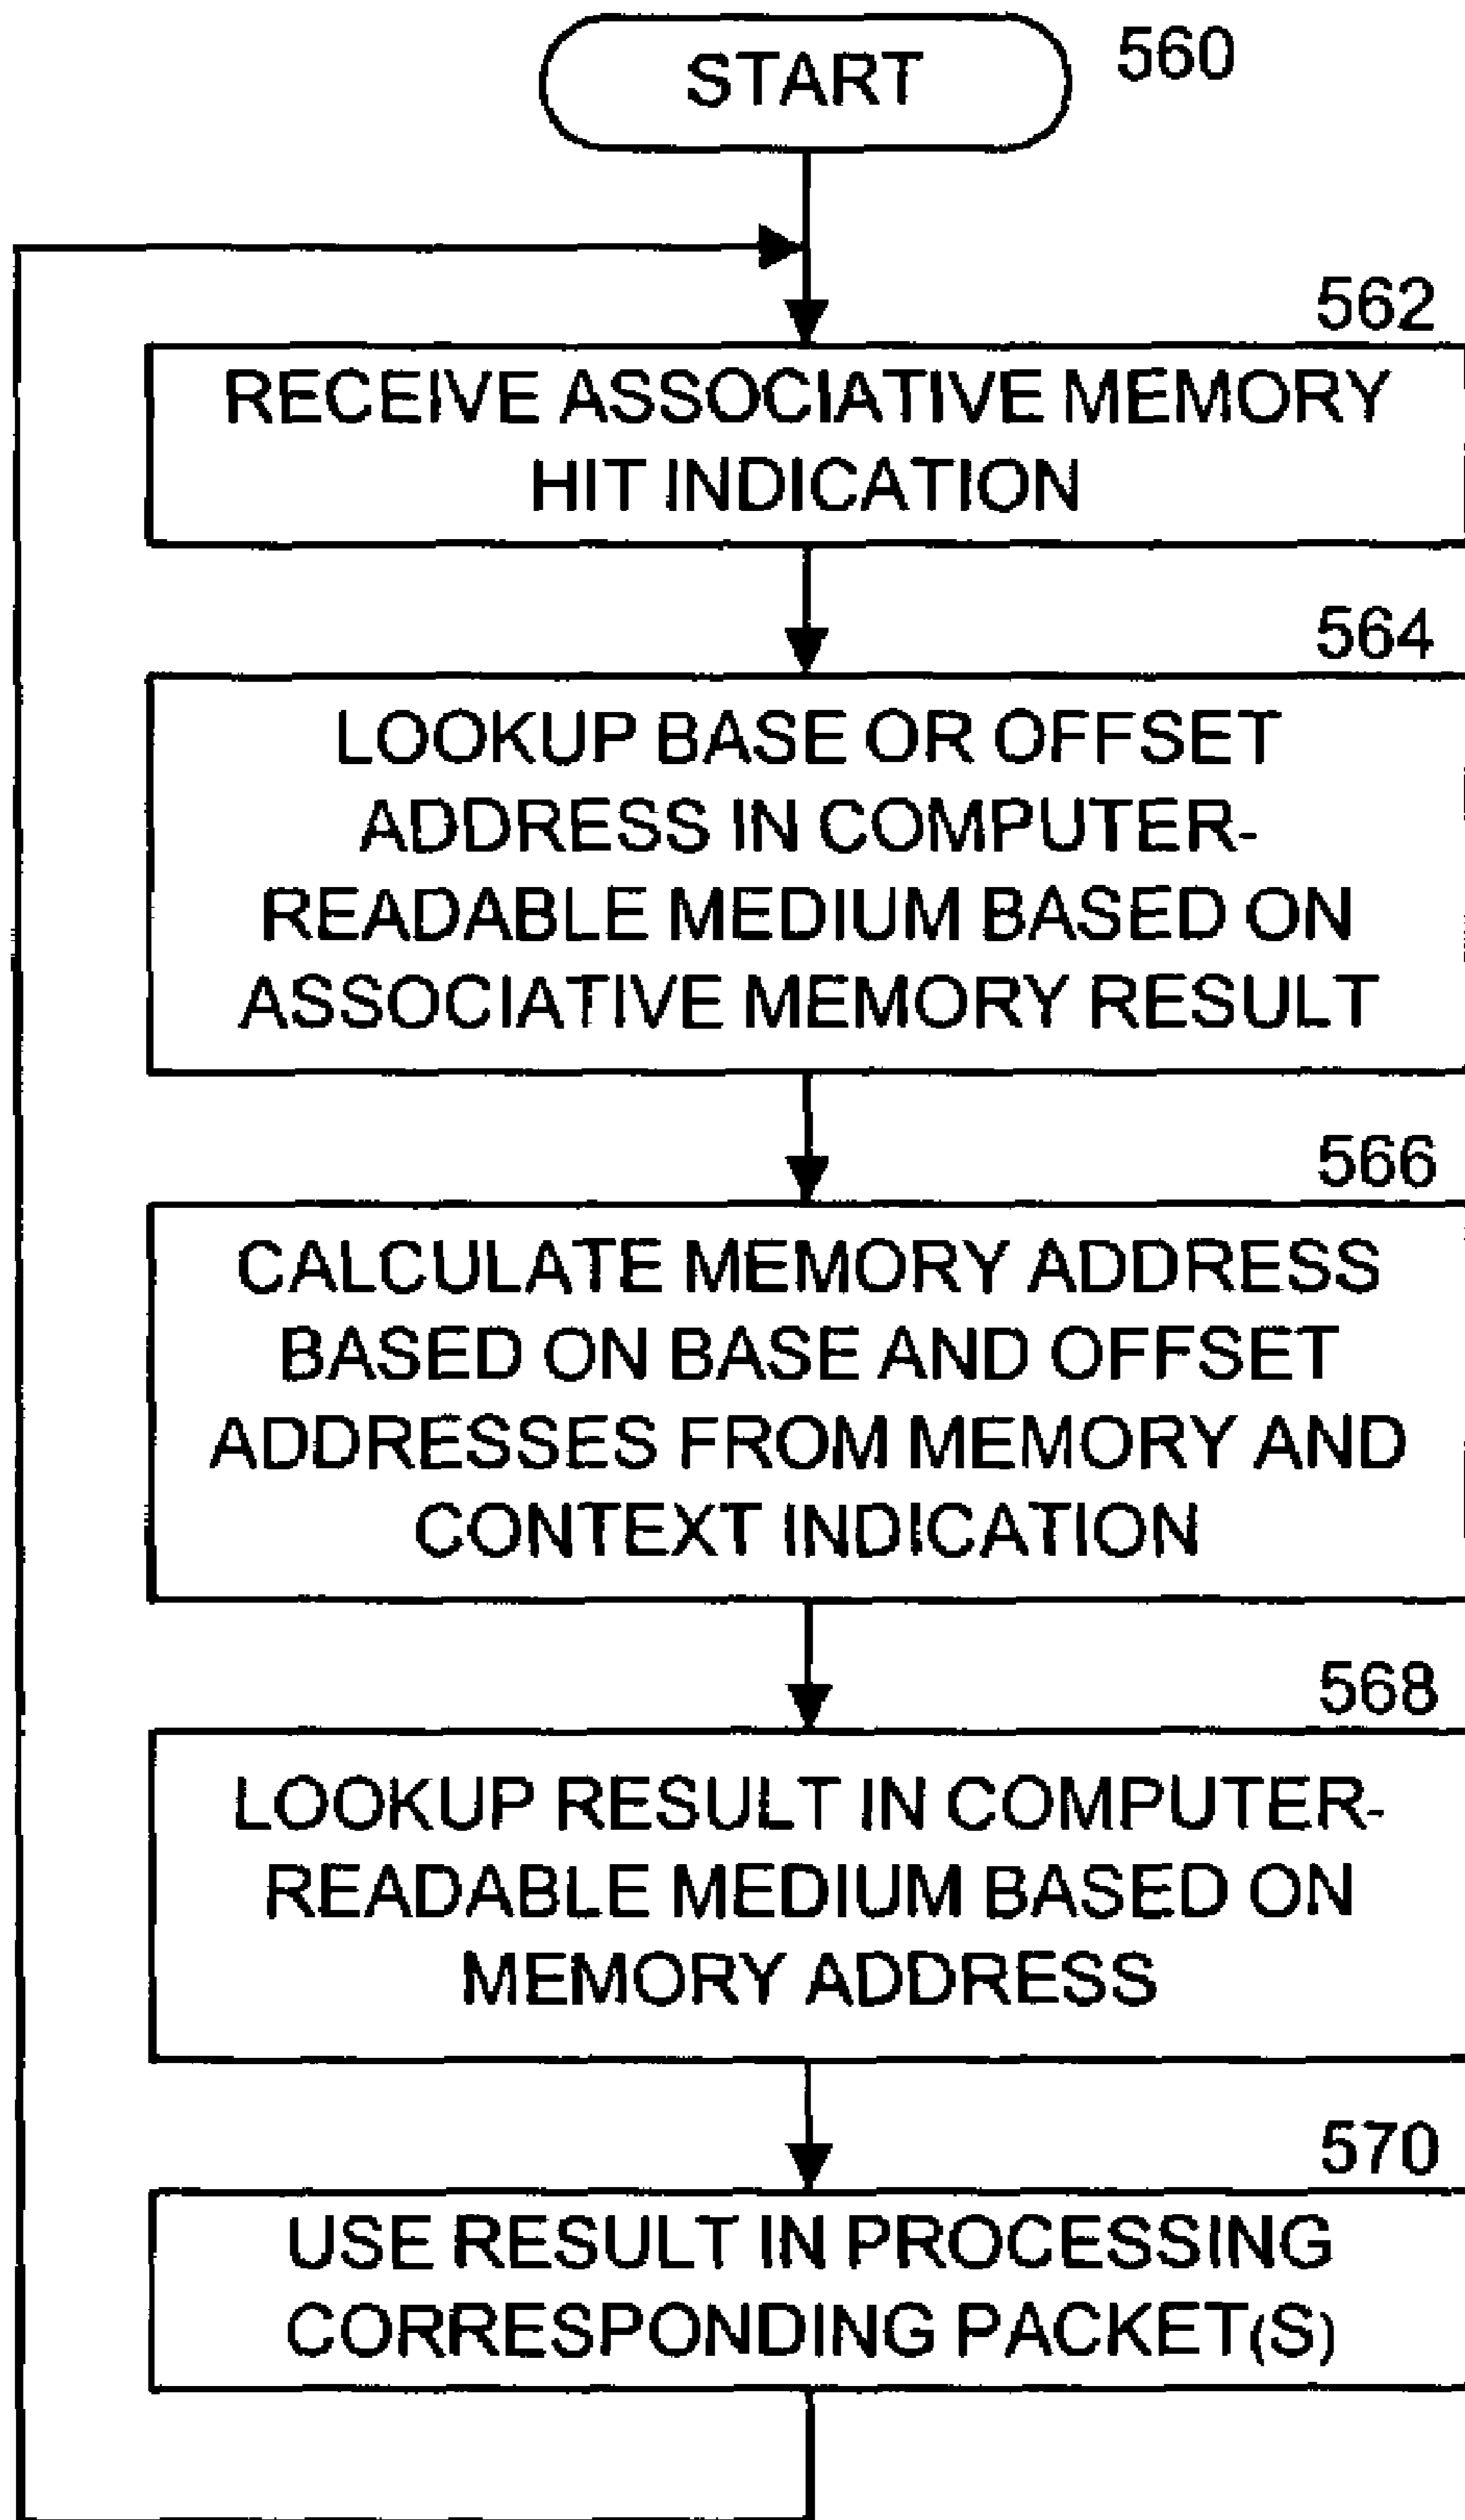 START
560
562
RECEIVE ASSOCIATIVE MEMORY
HIT INDICATION
564
LOOKUP BASE OR OFFSET
ADDRESS IN COMPUTER-
READABLE MEDIUM BASED ON
ASSOCIATIVE MEMORY RESULT
566
CALCULATE MEMORY ADDRESS
BASED ON BASE AND OFFSET
ADDRESSES FROM MEMORY AND
CONTEXT INDICATION
568
LOOKUP RESULT IN COMPUTER-
READABLE MEDIUM BASED ON
MEMORY ADDRESS
570
USE RESULT IN PROCESSING
CORRESPONDING PACKET(S)